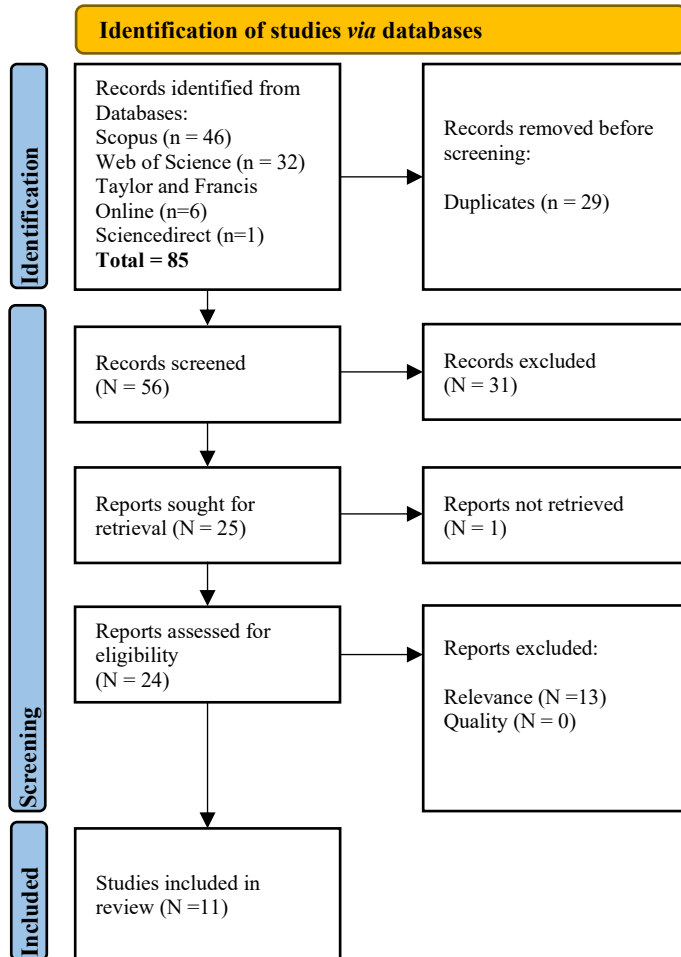 Identification of studies via databases
Identification
Records identified from
Databases:
Scopus (n = 46)
Web of Science (n = 32)
Taylor and Francis
Online (n=6)
Sciencedirect (n=1)
Total = 85
Records removed before
screening:
Duplicates (n = 29)
Screening
Records screened
(N = 56)
Records excluded
(N = 31)
Reports sought for
retrieval (N = 25)
Reports not retrieved
(N = 1)
Reports assessed for
eligibility
(N = 24)
Reports excluded:
Relevance (N =13)
Quality (N = 0)
Included
Studies included in
review (N =11)